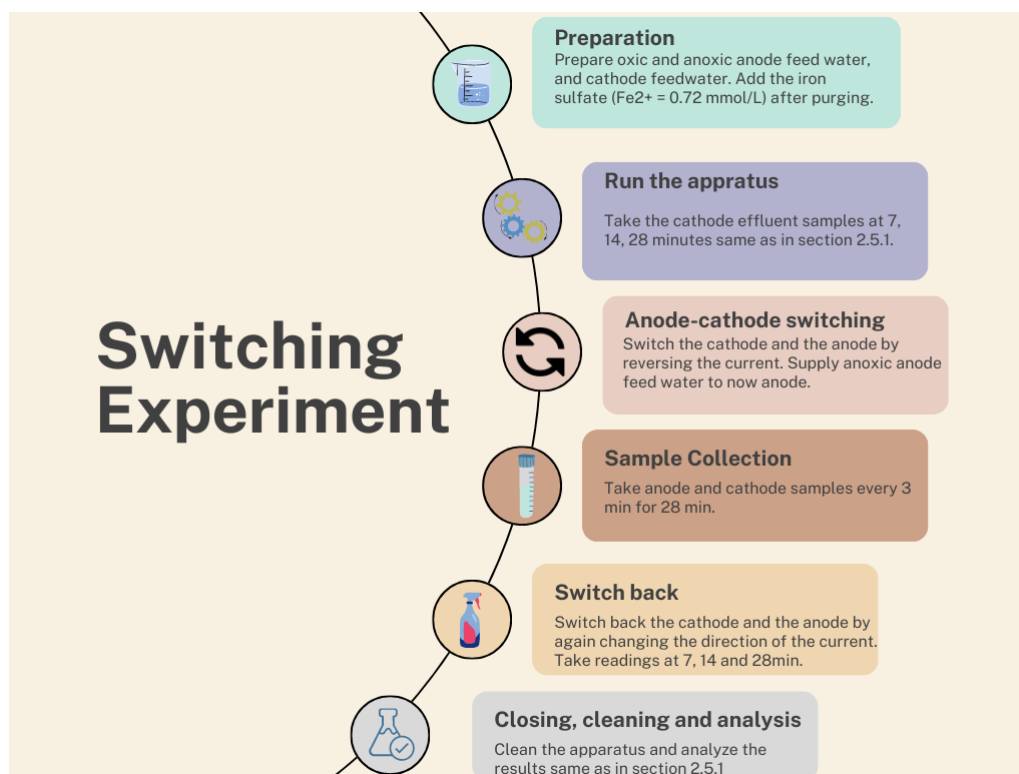 Switching
Experiment
Preparation
Prepare oxic and anoxic anode feed water,
and cathode feedwater. Add the iron
sulfate (Fe2+ = 0.72 mmol/L) after purging.
Run the appratus
Take the cathode effluent samples at 7,
14, 28 minutes same as in section 2.5.1.
Anode-cathode switching
Switch the cathode and the anode by
reversing the current. Supply anoxic anode
feed water to now anode.
Sample Collection
Take anode and cathode samples every 3
min for 28 min.
Switch back
Switch back the cathode and the anode by
again changing the direction of the current.
Take readings at 7, 14 and 28min.
Closing, cleaning and analysis
Clean the apparatus and analyze the
results same as in section 2.5.1